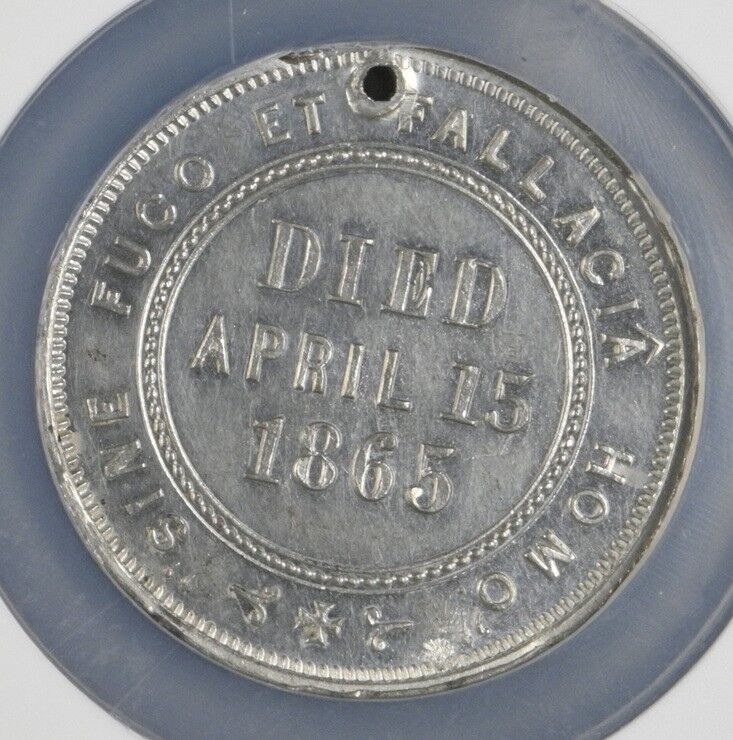 'SINE FUCO ET FALLACIÂ HOMO.'
DIED
APRIL 15
1865